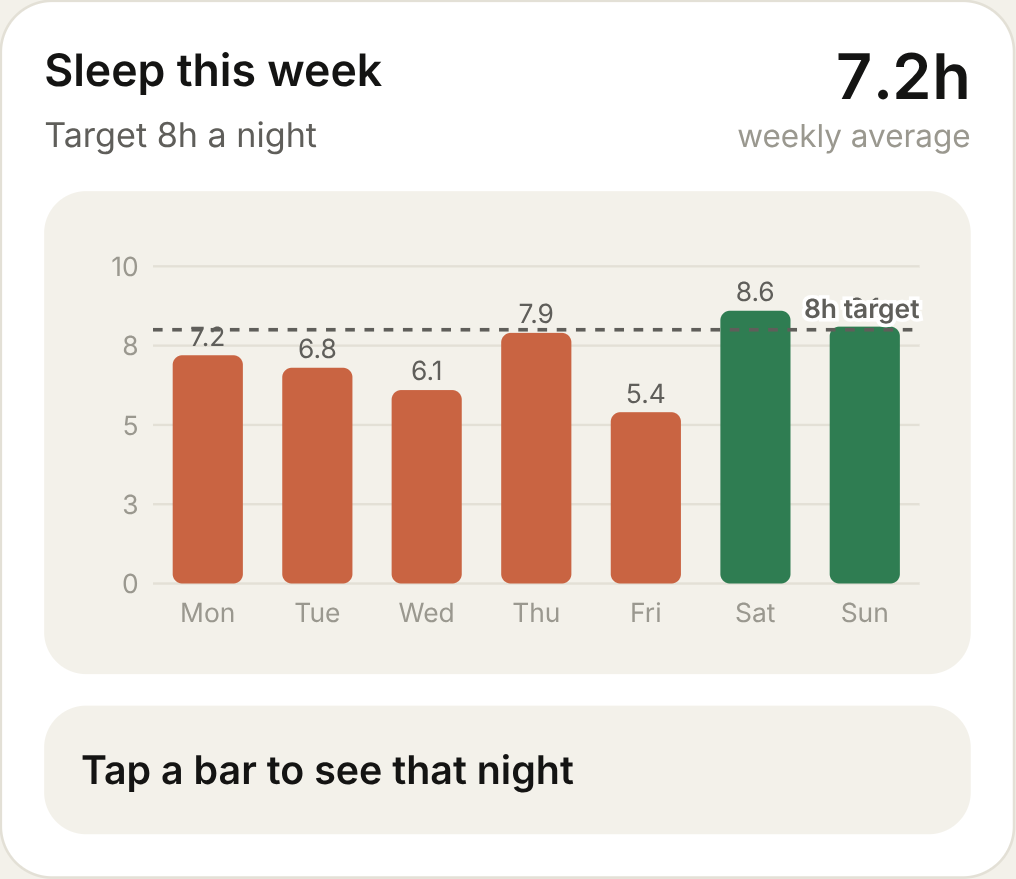 Sleep this week
7.2h
Target 8h a night
weekly average
10
8
5
3
0
7.2
6.8
6.1
7.9
5.4
8.6
8h target
Mon
Tue
Wed
Thu
Fri
Sat
Sun
Tap a bar to see that night